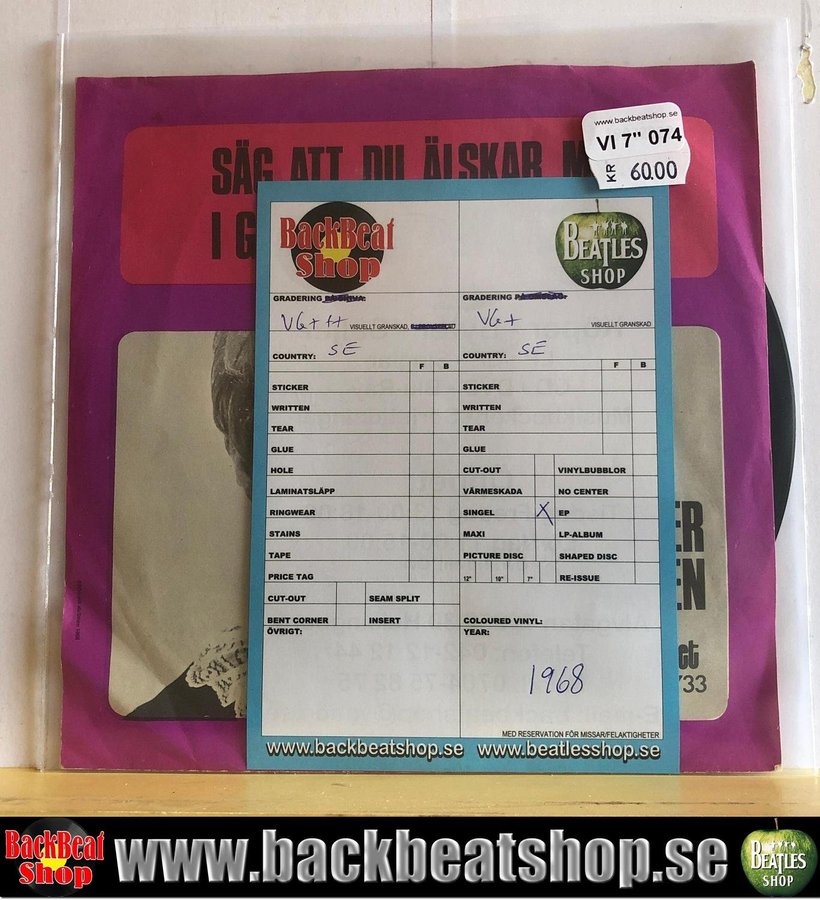 SÄG ATT DU ÄLSKAR M
I G
www.backbeatshop.se
VI 7" 074
KR 60.00
BackBeat
Shop
BEATLES
SHOP
GRADERING
GRADERING
VG+++
VISUELLT GRANSKAD,
VG+
VISUELLT GRANSKAD
COUNTRY: SE
COUNTRY: SE
F B
F B
STICKER
STICKER
WRITTEN
WRITTEN
TEAR
TEAR
GLUE
GLUE
HOLE
CUT-OUT VINYLBUBBLOR
LAMINATSLÄPP
VÄRMESKADA NO CENTER
RINGWEAR
SINGEL X EP
STAINS
MAXI LP-ALBUM
TAPE
PICTURE DISC SHAPED DISC
PRICE TAG
12" 10" 7" RE-ISSUE
CUT-OUT SEAM SPLIT
BENT CORNER INSERT
COLOURED VINYL:
ÖVRIGT:
YEAR:
1968
MED RESERVATION FÖR MISSAR/FELAKTIGHETER
www.backbeatshop.se www.beatlesshop.se
ER
EN
et
733
BackBeat
Shop
www.backbeatshop.se
BEATLES
SHOP